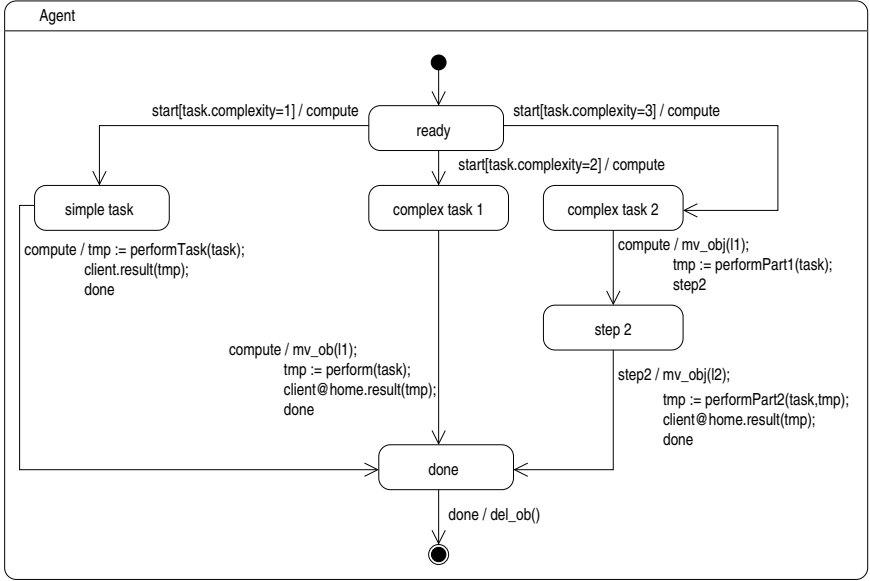 Agent
start[task.complexity=1] / compute
start[task.complexity=3] / compute
ready
start[task.complexity=2] / compute
simple task
complex task 1
complex task 2
compute / tmp := performTask(task);
client.result(tmp);
done
compute / mv_obj(l1);
tmp := performPart1(task);
step2
step 2
compute / mv_ob(l1);
tmp := perform(task);
client@home.result(tmp);
done
step2 / mv_obj(l2);
tmp := performPart2(task,tmp);
client@home.result(tmp);
done
done
done / del_ob()